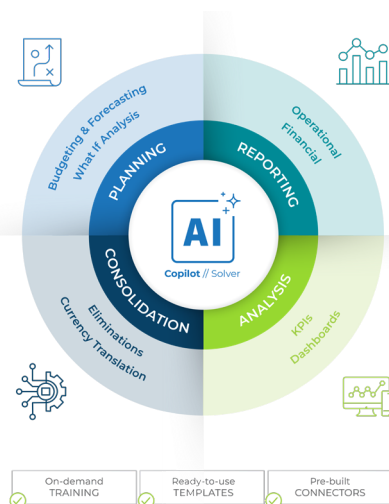 Budgeting & Forecasting
What If Analysis
PLANNING
Operational
Financial
REPORTING
AI
Copilot // Solver
CONSOLIDATION
Eliminations
Currency Translation
ANALYSIS
KPIs
Dashboards
On-demand
TRAINING
Ready-to-use
TEMPLATES
Pre-built
CONNECTORS